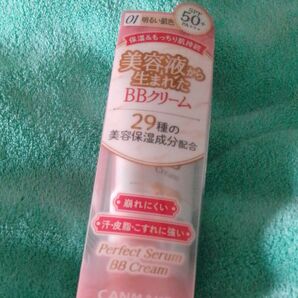 01 明るい肌色
SPF
50+
PA+++
保湿&もっちり肌持続
美容液から
生まれた
BBクリーム
29種の
美容保湿成分配合
Cream
崩れにくい
汗・皮脂・こすれに強い
Perfect Serum
BB Cream